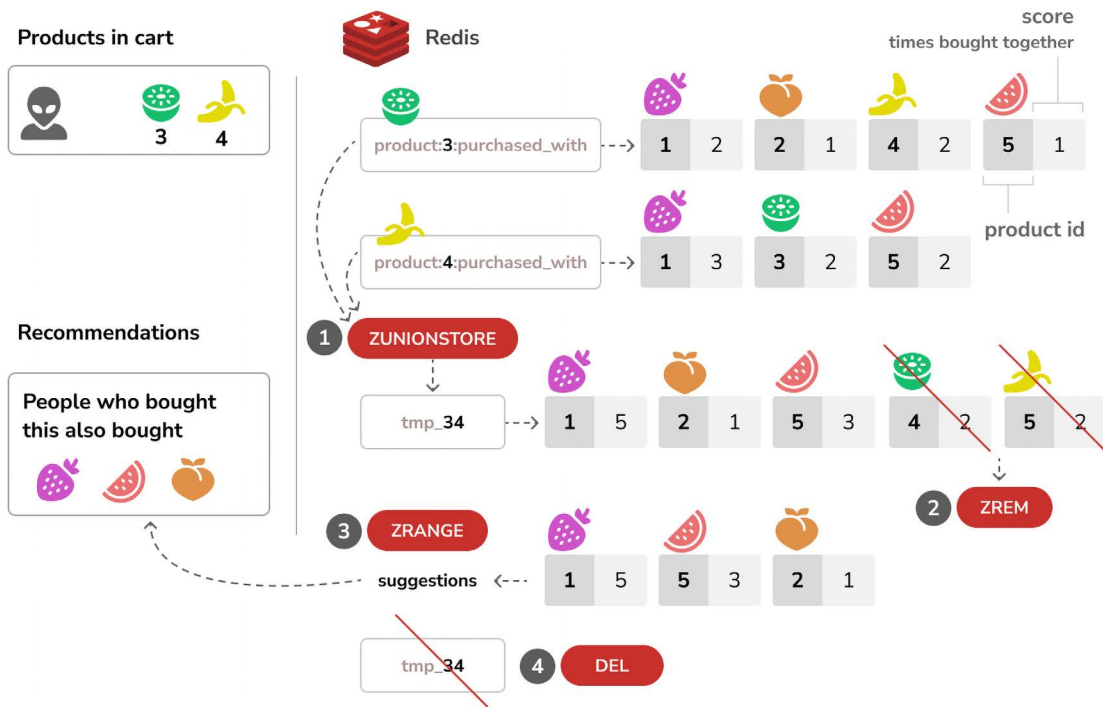 Products in cart
3 4
Redis
score
times bought together
product:3:purchased_with
1 2 2 1 4 2 5 1
product id
product:4:purchased_with
1 3 3 2 5 2
Recommendations
People who bought
this also bought
1 ZUNIONSTORE
tmp_34
1 5 2 1 5 3 4 2 5 2
2 ZREM
3 ZRANGE
suggestions
1 5 5 3 2 1
tmp_34
4 DEL